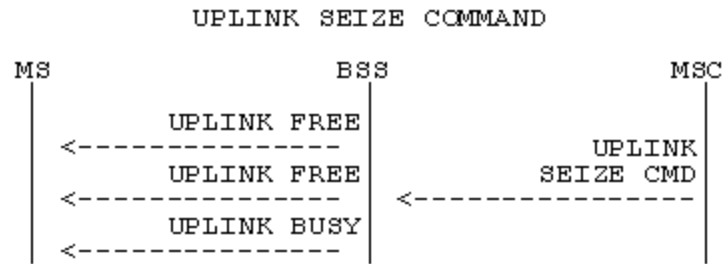 UPLINK SEIZE COMMAND
MS BSS MSC
UPLINK FREE
UPLINK
UPLINK FREE SEIZE CMD
UPLINK BUSY